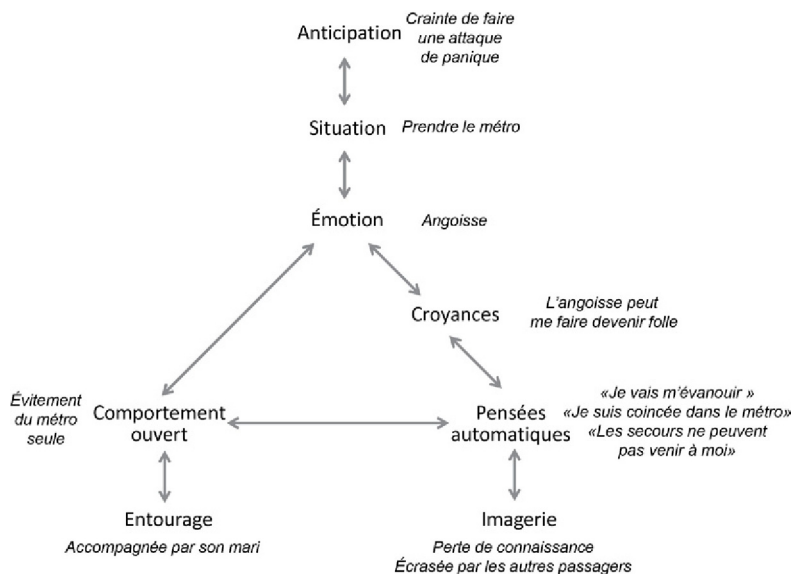 Anticipation
Crainte de faire
une attaque
de panique
Situation
Prendre le métro
Émotion
Angoisse
Croyances
L'angoisse peut
me faire devenir folle
Évitement
du métro
seule
Comportement
ouvert
Pensées
automatiques
«Je vais m'évanouir »
«Je suis coincée dans le métro»
«Les secours ne peuvent
pas venir à moi»
Entourage
Accompagnée par son mari
Imagerie
Perte de connaissance
Écrasée par les autres passagers